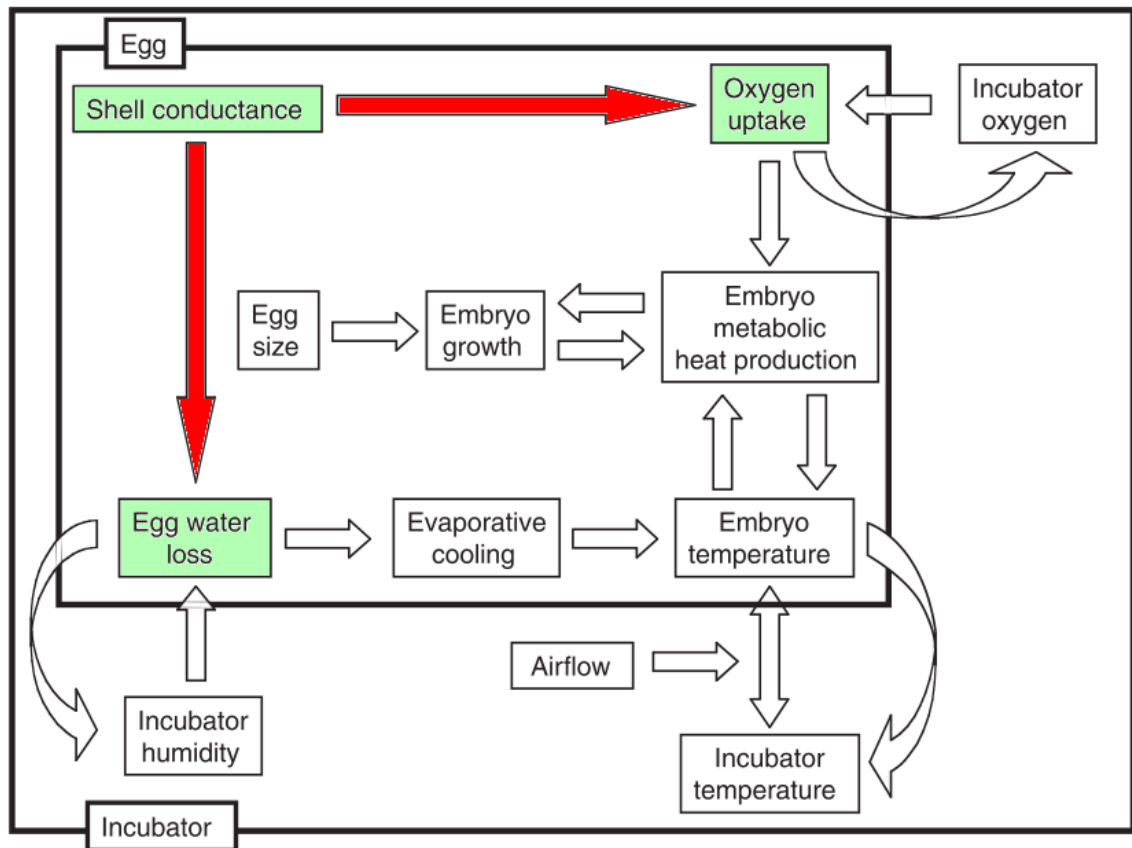 Egg
Shell conductance
Oxygen
uptake
Incubator
oxygen
Egg
size
Embryo
growth
Embryo
metabolic
heat production
Egg water
loss
Evaporative
cooling
Embryo
temperature
Airflow
Incubator
humidity
Incubator
temperature
Incubator